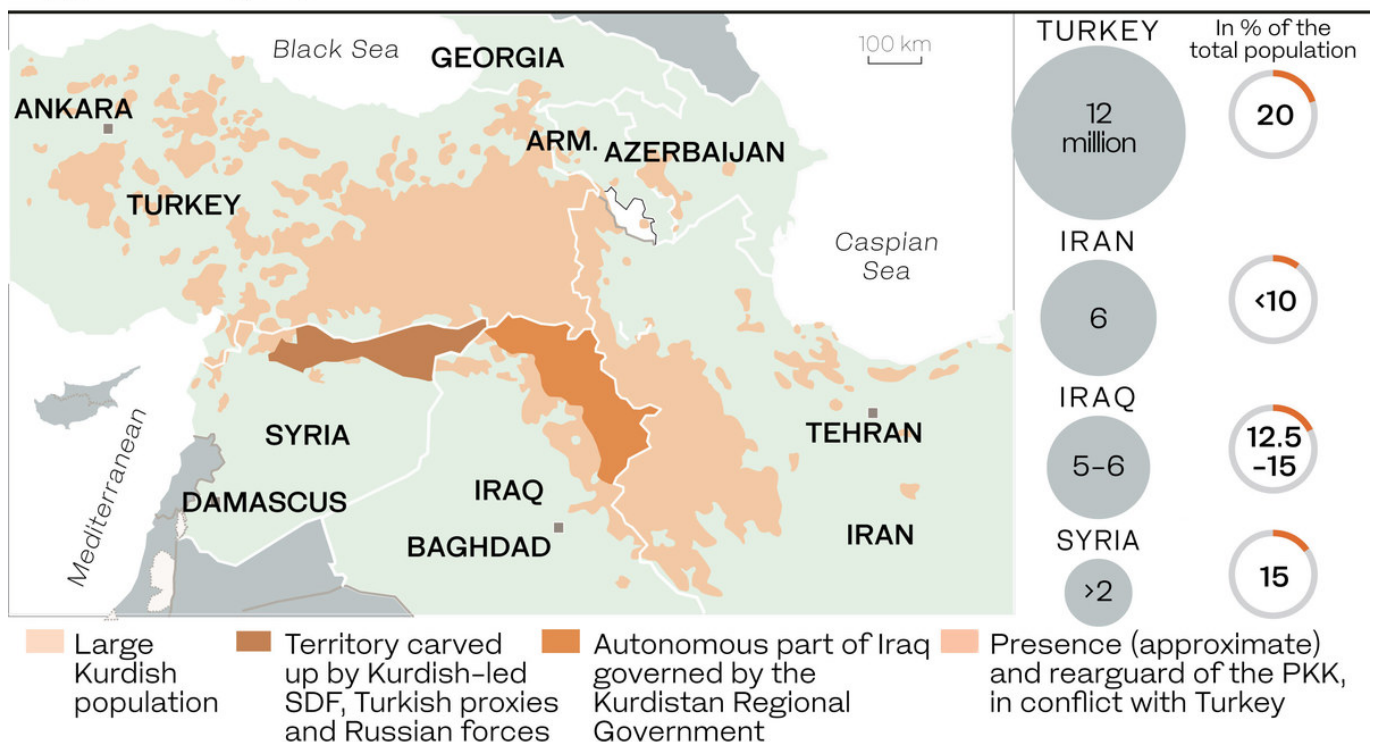 Black Sea
GEORGIA
100 km
ANKARA
ARM.
AZERBAIJAN
TURKEY
Caspian
Sea
SYRIA
TEHRAN
DAMASCUS
IRAQ
BAGHDAD
IRAN
Mediterranean
TURKEY
In % of the
total population
12
million
20
IRAN
6
<10
IRAQ
5–6
12.5
–15
SYRIA
>2
15
Large
Kurdish
population
Territory carved
up by Kurdish-led
SDF, Turkish proxies
and Russian forces
Autonomous part of Iraq
governed by the
Kurdistan Regional
Government
Presence (approximate)
and rearguard of the PKK,
in conflict with Turkey